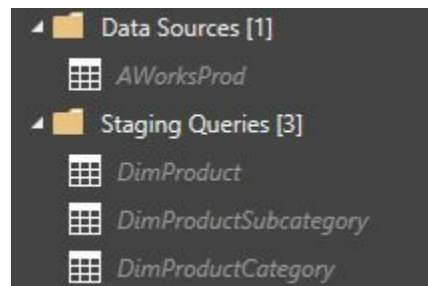 Data Sources [1]
AWorksProd
Staging Queries [3]
DimProduct
DimProductSubcategory
DimProductCategory